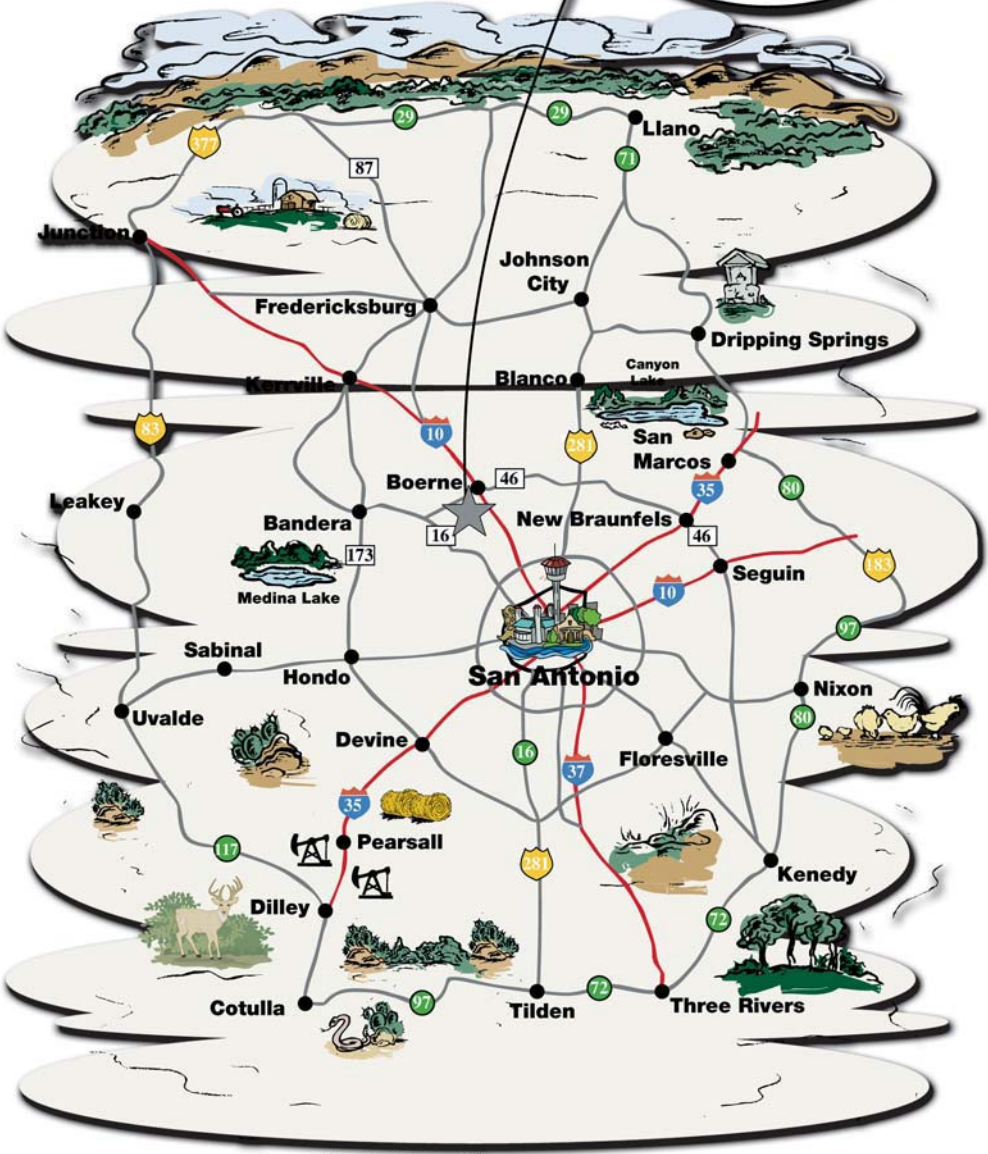 29
29
Llano
377
71
87
Junction
Johnson
City
Fredericksburg
Dripping Springs
Kerrville
Blanco
Canyon
Lake
83
10
281
San
Marcos
Boerne
46
35
80
Leakey
Bandera
16
New Braunfels
46
173
183
Seguin
10
Medina Lake
97
Sabinal
Hondo
San Antonio
Nixon
Uvalde
80
Devine
16
Floresville
37
35
Pearsall
117
281
Kenedy
Dilley
72
Cotulla
97
Tilden
72
Three Rivers